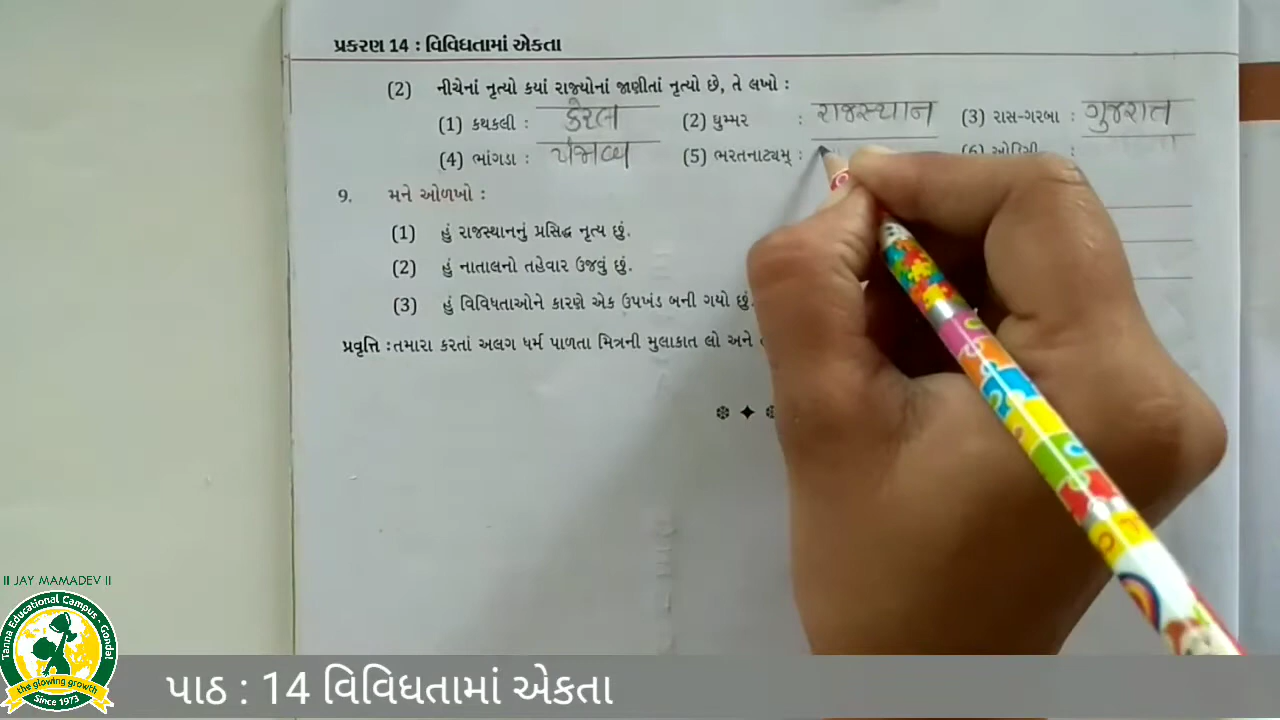 પ્રકરણ 14 : વિવિધતામાં એકતા
(2) નીચેનાં નૃત્યો કયાં રાજ્યોનાં જાણીતાં નૃત્યો છે, તે લખો :
(1) કથકલી : કેરલ (2) ઘુમ્મર : રાજસ્થાન (3) રાસ-ગરબા : ગુજરાત
(4) ભાંગડા : પંજાબ (5) ભરતનાટ્યમ્ : (6) ઓડિસી :
9. મને ઓળખો :
(1) હું રાજસ્થાનનું પ્રસિદ્ધ નૃત્ય છું.
(2) હું નાતાલનો તહેવાર ઉજવું છું.
(3) હું વિવિધતાઓને કારણે એક ઉપખંડ બની ગયો છું.
પ્રવૃત્તિ : તમારા કરતાં અલગ ધર્મ પાળતા મિત્રની મુલાકાત લો અને
II JAY MAMADEV II
Tanna Educational Campus - Gondal
the glowing growth
Since 1973
પાઠ : 14 વિવિધતામાં એકતા